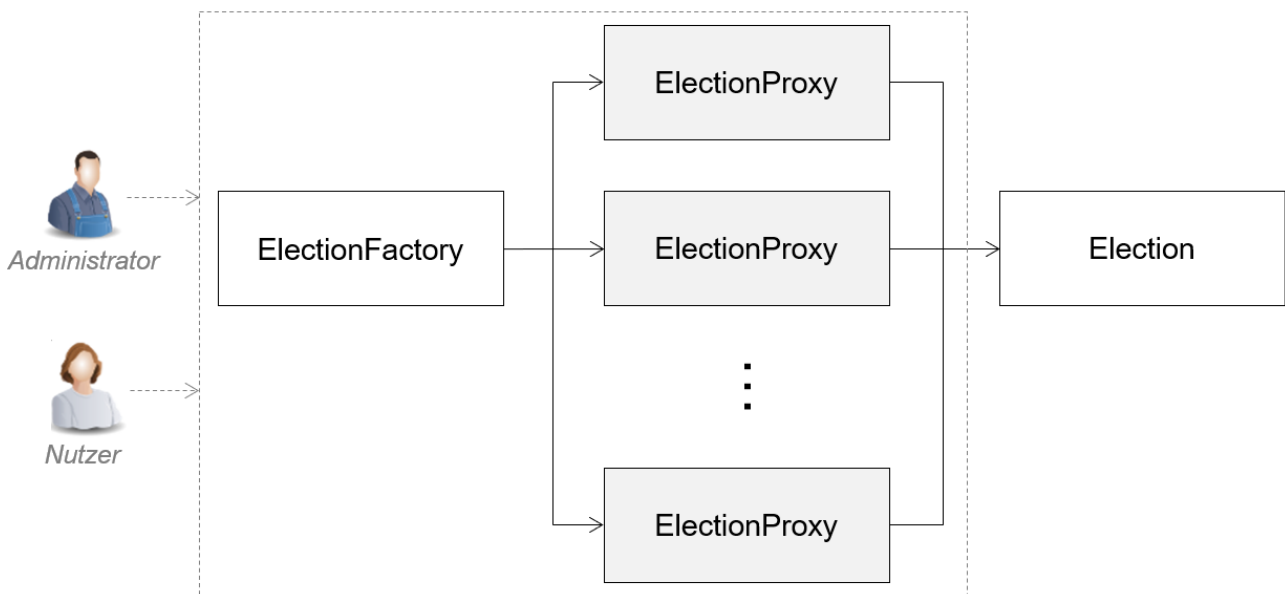 ElectionProxy
Administrator
ElectionFactory
ElectionProxy
Election
Nutzer
ElectionProxy